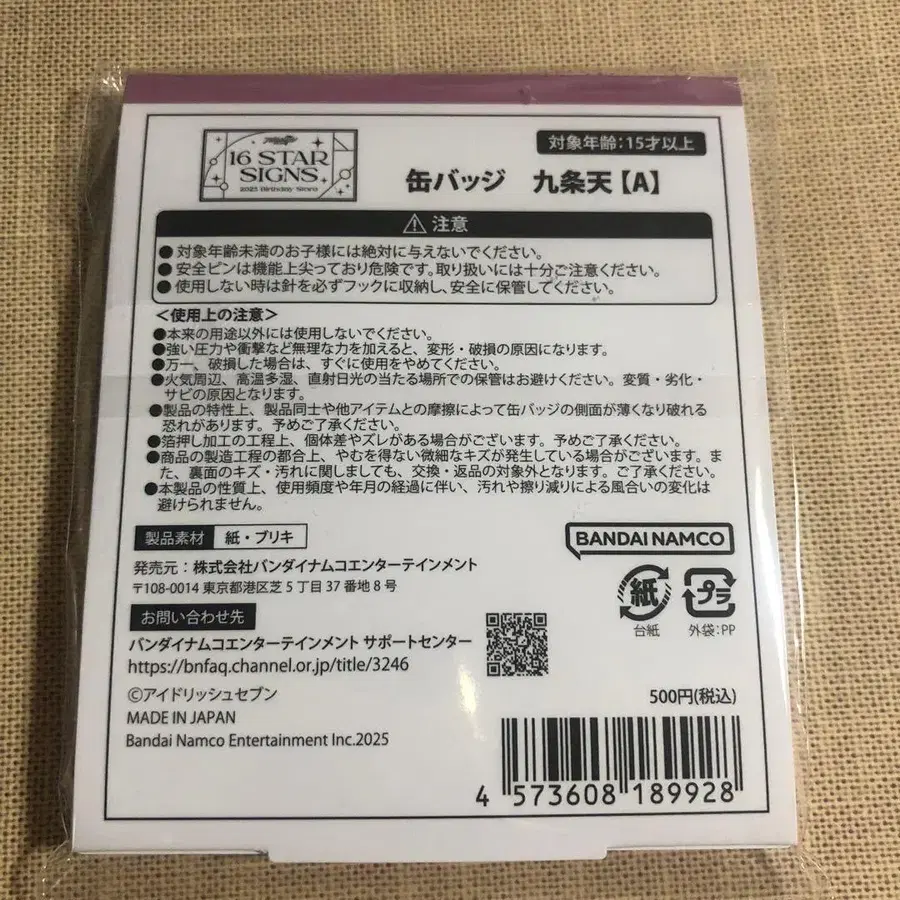 16 STAR
SIGNS
2025 Birthday Store
対象年齢：15才以上
缶バッジ 九条天【A】
注意
●対象年齢未満のお子様には絶対に与えないでください。
●安全ピンは機能上尖っており危険です。取り扱いには十分ご注意ください。
●使用しない時は針を必ずフックに収納し、安全に保管してください。
＜使用上の注意＞
●本来の用途以外には使用しないでください。
●強い圧力や衝撃など無理な力を加えると、変形・破損の原因になります。
●万一、破損した場合は、すぐに使用をやめてください。
●火気周辺、高温多湿、直射日光の当たる場所での保管はお避けください。変質・劣化・
サビの原因となります。
●製品の特性上、製品同士や他アイテムとの摩擦によって缶バッジの側面が薄くなり破れる
恐れがあります。予めご了承ください。
●箔押し加工の工程上、個体差やズレがある場合がございます。予めご了承ください。
●商品の製造工程の都合上、やむを得ない微細なキズが発生している場合がございます。ま
た、裏面のキズ・汚れに関しましても、交換・返品の対象外となります。ご了承ください。
●本製品の性質上、使用頻度や年月の経過に伴い、汚れや擦り減りによる風合いの変化は
避けられません。
製品素材 紙・ブリキ
BANDAI NAMCO
発売元：株式会社バンダイナムコエンターテインメント
〒108-0014 東京都港区芝5丁目37番地8号
紙
台紙
プラ
外袋：PP
お問い合わせ先
バンダイナムコエンターテインメント サポートセンター
https://bnfaq.channel.or.jp/title/3246
©アイドリッシュセブン
500円(税込)
MADE IN JAPAN
Bandai Namco Entertainment Inc.2025
4 573608 189928